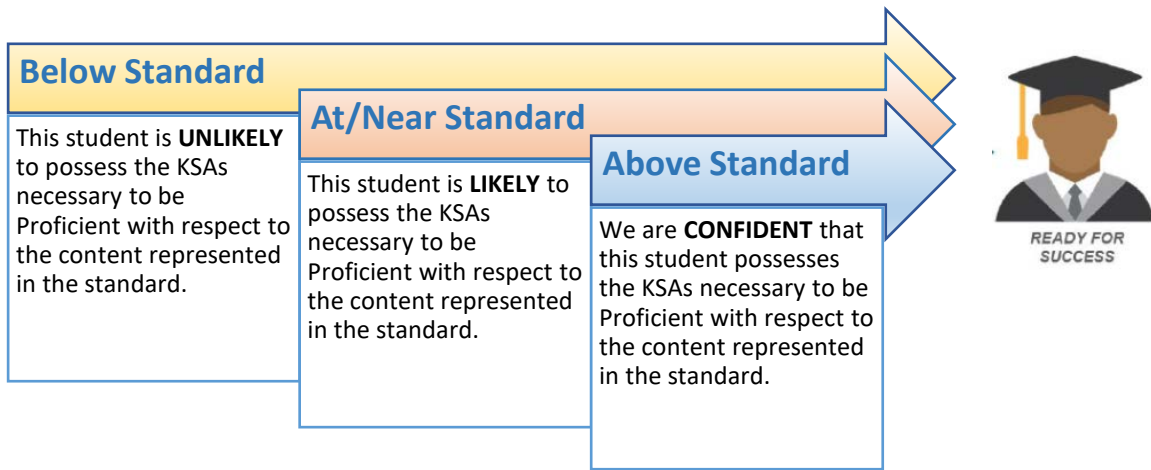 Below Standard
This student is UNLIKELY
to possess the KSAs
necessary to be
Proficient with respect to
the content represented
in the standard.
At/Near Standard
This student is LIKELY to
possess the KSAs
necessary to be
Proficient with respect to
the content represented
in the standard.
Above Standard
We are CONFIDENT that
this student possesses
the KSAs necessary to be
Proficient with respect to
the content represented
in the standard.
READY FOR
SUCCESS